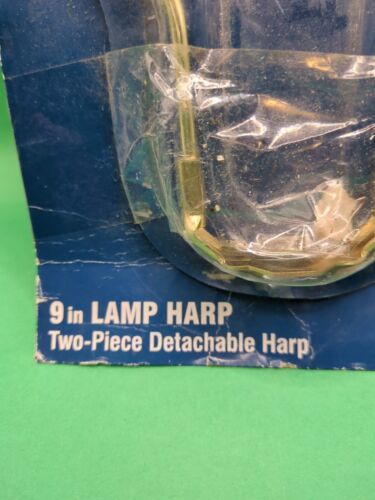 9 in LAMP HARP
Two-Piece Detachable Harp